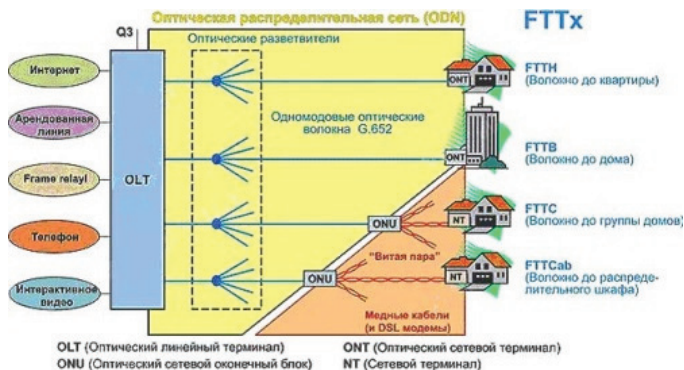 Оптическая распределительная сеть (ODN)
FTTx
Q3
Оптические разветвители
Интернет
ONT
FTTH
(Волокно до квартиры)
Арендованная
линия
Одномодовые оптические
волокна G.652
OLT
ONT
FTTB
(Волокно до дома)
Frame relayl
Телефон
ONU
NT
FTTC
(Волокно до группы домов)
"Витая пара"
Интерактивное
видео
ONU
NT
FTTCab
(Волокно до распреде-
лительного шкафа)
Медные кабели
(и DSL модемы)
OLT (Оптический линейный терминал)
ONT (Оптический сетевой терминал)
ONU (Оптический сетевой оконечный блок)
NT (Сетевой терминал)